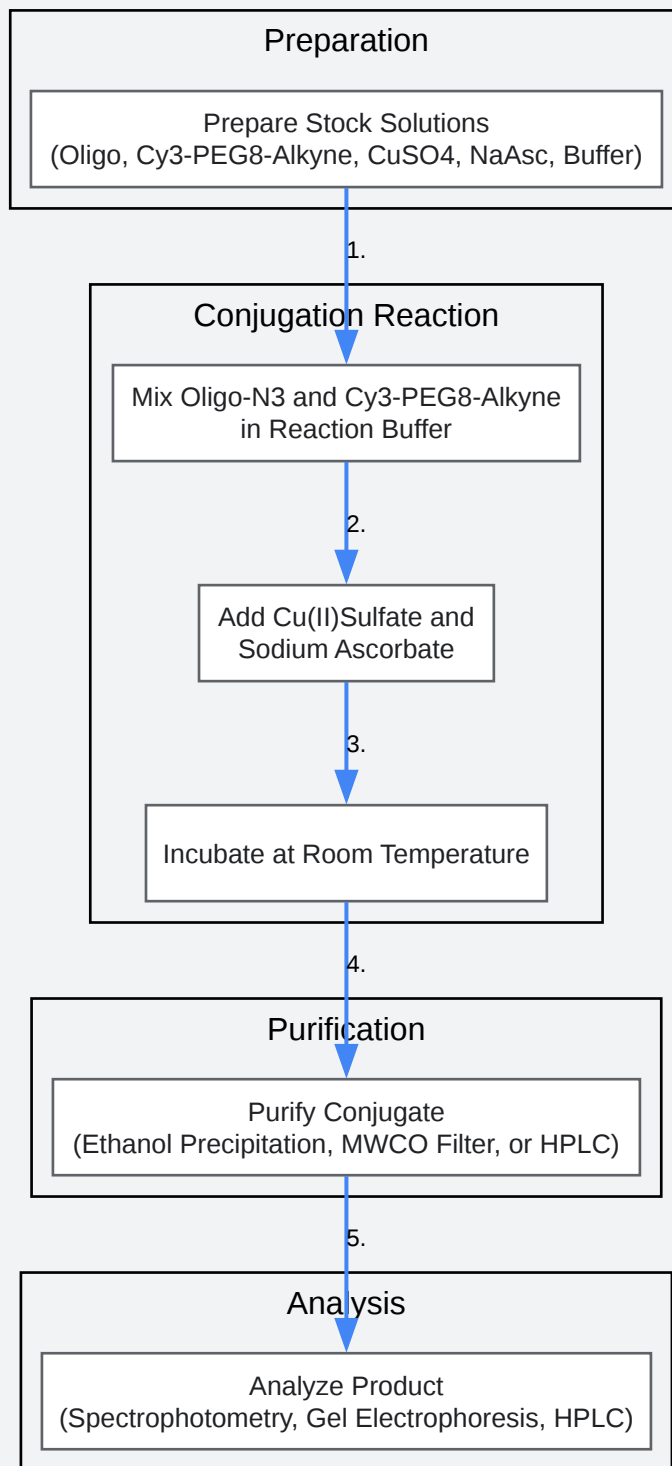 Preparation
Prepare Stock Solutions
(Oligo, Cy3-PEG8-Alkyne, CuSO4, NaAsc, Buffer)
1.
Conjugation Reaction
Mix Oligo-N3 and Cy3-PEG8-Alkyne
in Reaction Buffer
2.
Add Cu(II)Sulfate and
Sodium Ascorbate
3.
Incubate at Room Temperature
4.
Purification
Purify Conjugate
(Ethanol Precipitation, MWCO Filter, or HPLC)
5.
Analysis
Analyze Product
(Spectrophotometry, Gel Electrophoresis, HPLC)